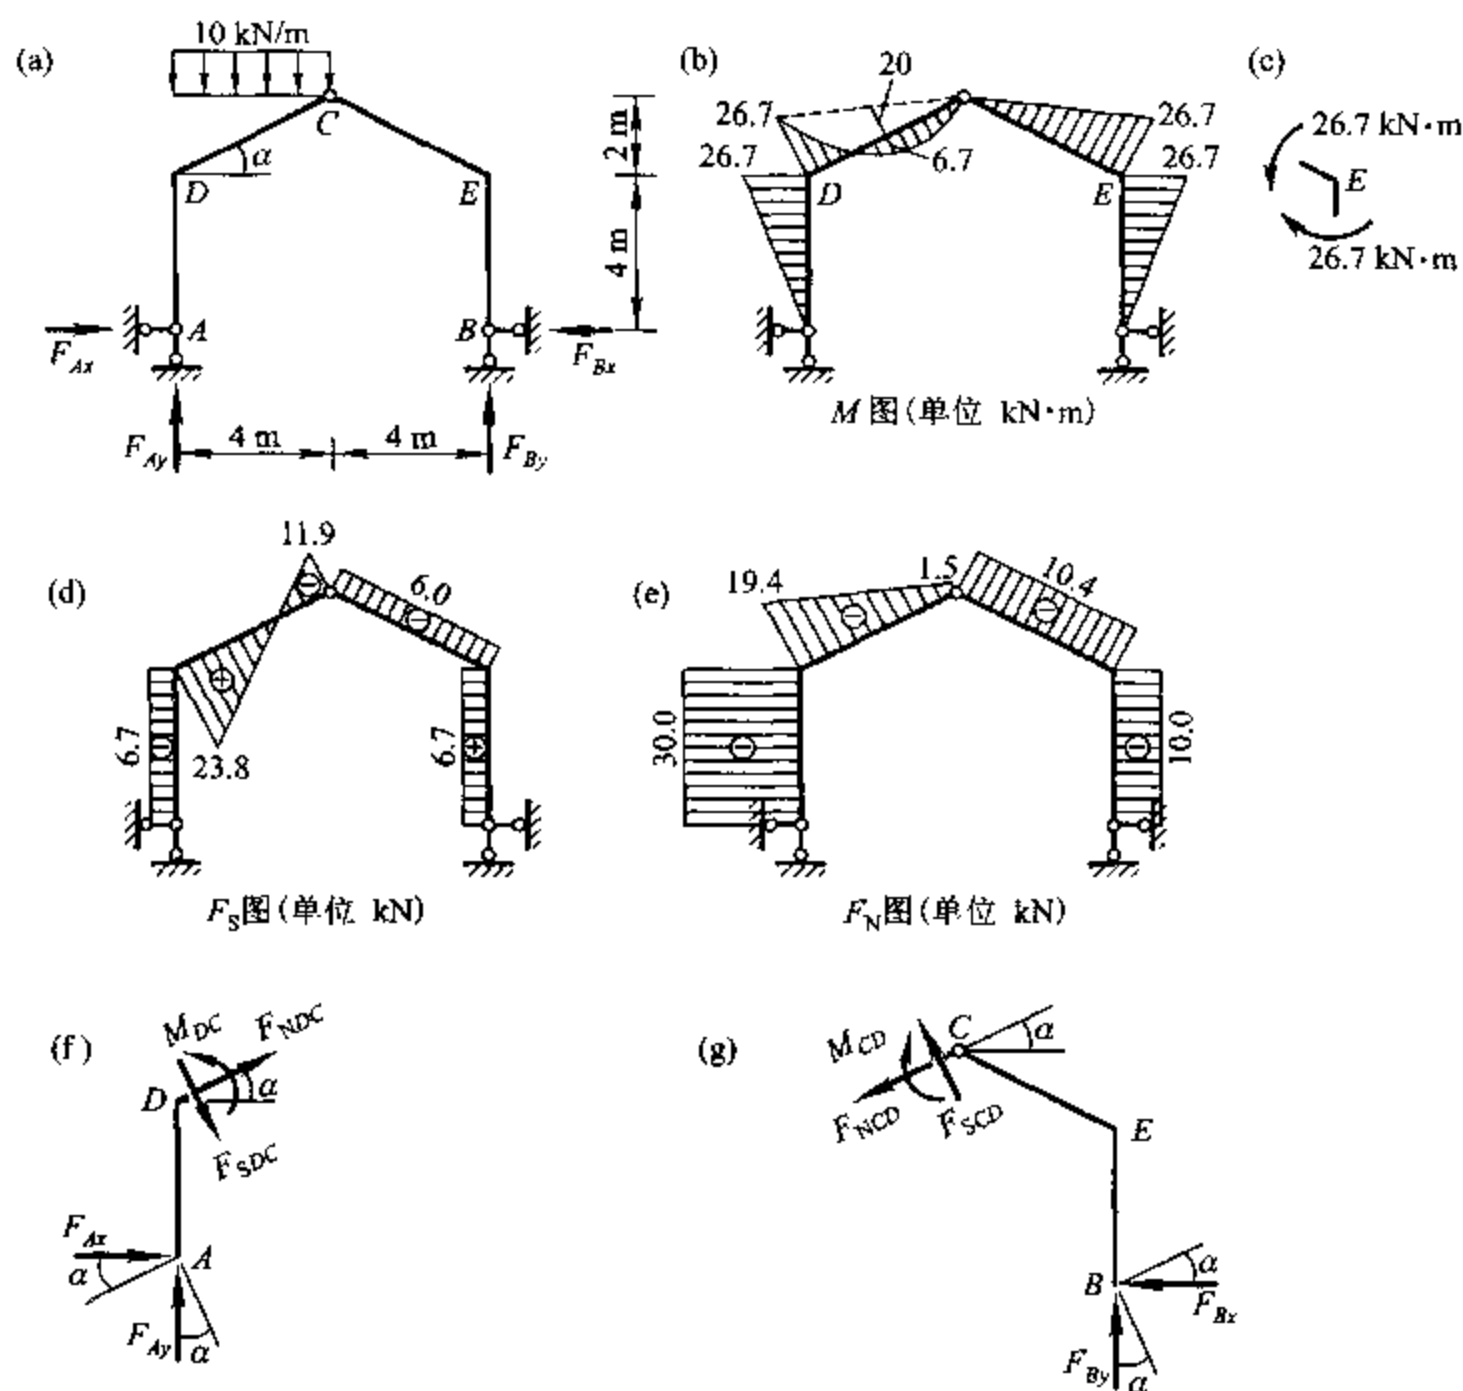 (a)
10 kN/m
C
α
D
E
2 m
4 m
A
B
F_Ax
F_Bx
F_Ay
4 m
4 m
F_By
(b)
20
26.7
26.7
26.7
6.7
26.7
D
E
M 图(单位 kN·m)
(c)
26.7 kN·m
E
26.7 kN·m
(d)
11.9
6.0
6.7
23.8
6.7
F_S图(单位 kN)
(e)
19.4
1.5
10.4
30.0
10.0
F_N图(单位 kN)
(f)
M_DC
F_NDC
D
α
F_SDC
F_Ax
A
α
F_Ay
α
(g)
C
M_CD
α
F_NCD
F_SCD
E
B
α
F_Bx
F_By
α